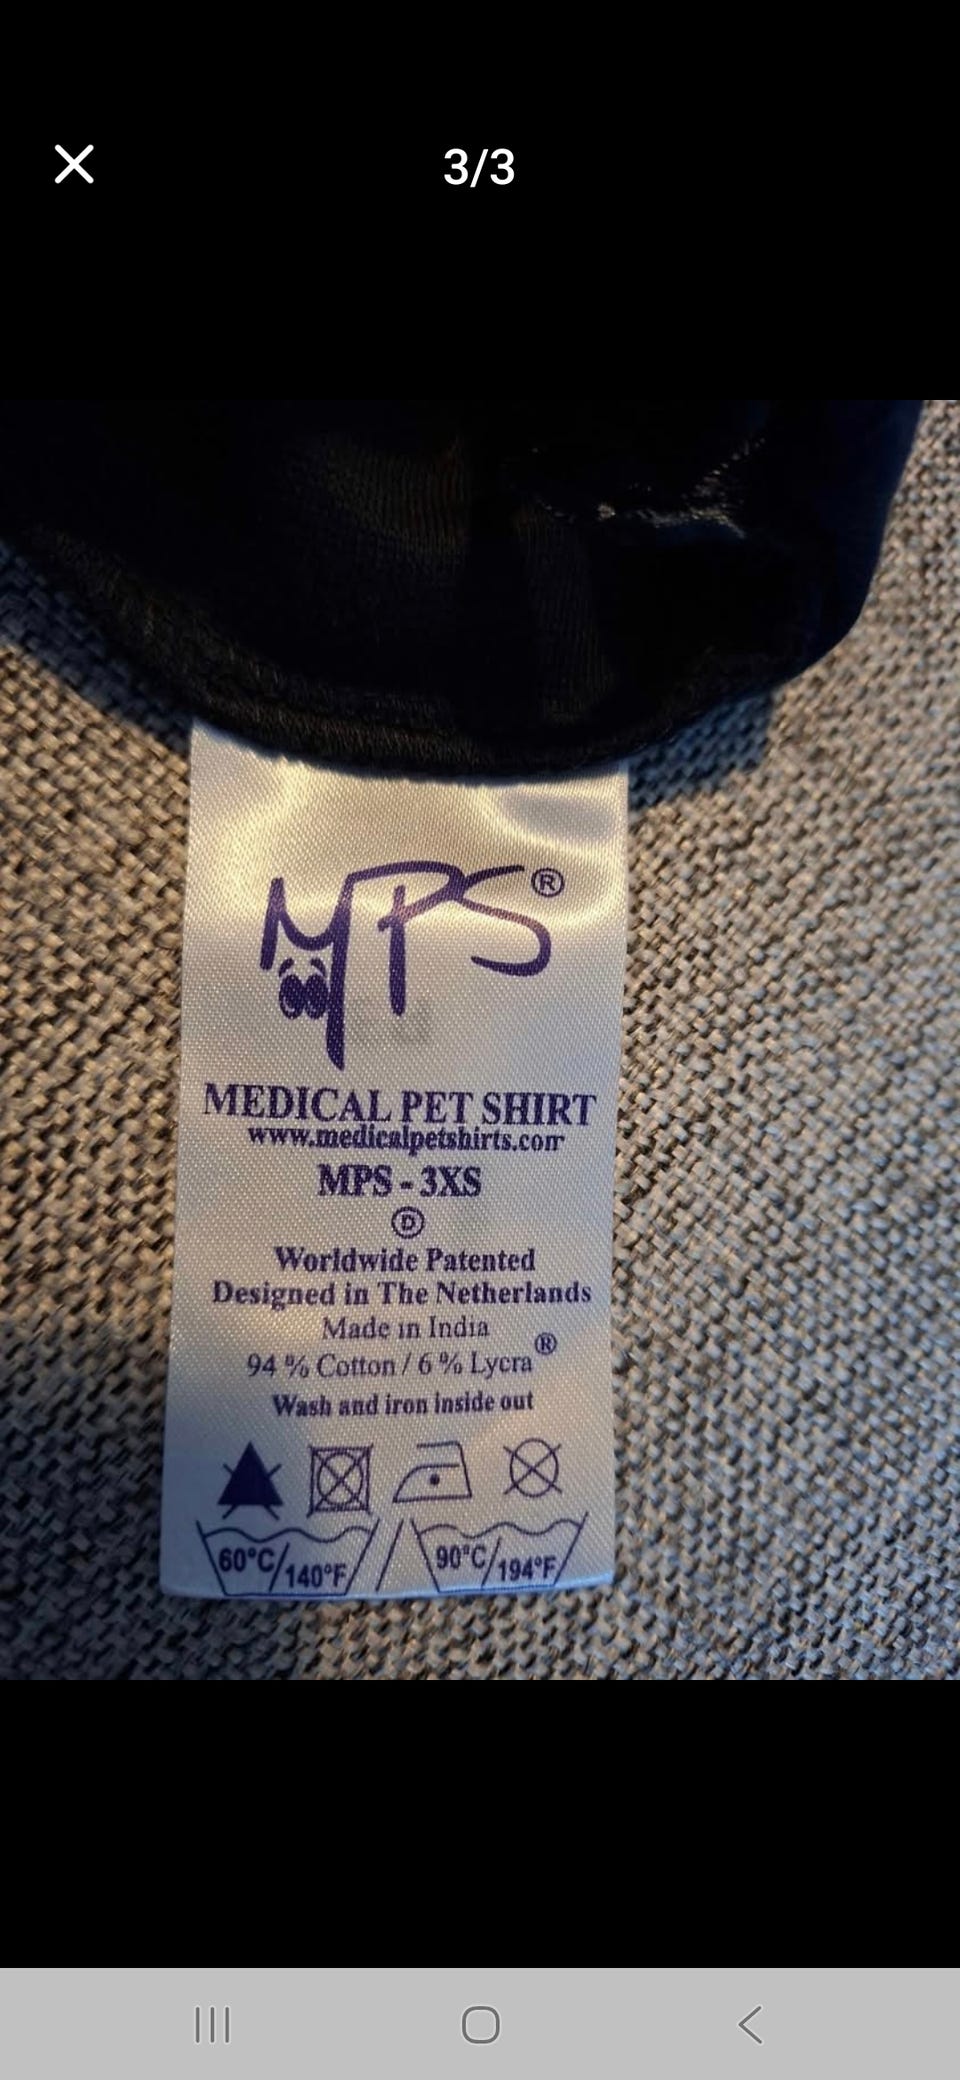 3/3
MPS®
MEDICAL PET SHIRT
www.medicalpetshirts.com
MPS - 3XS
Ⓓ
Worldwide Patented
Designed in The Netherlands
Made in India
94 % Cotton / 6 % Lycra®
Wash and iron inside out
60°C/140°F / 90°C/194°F